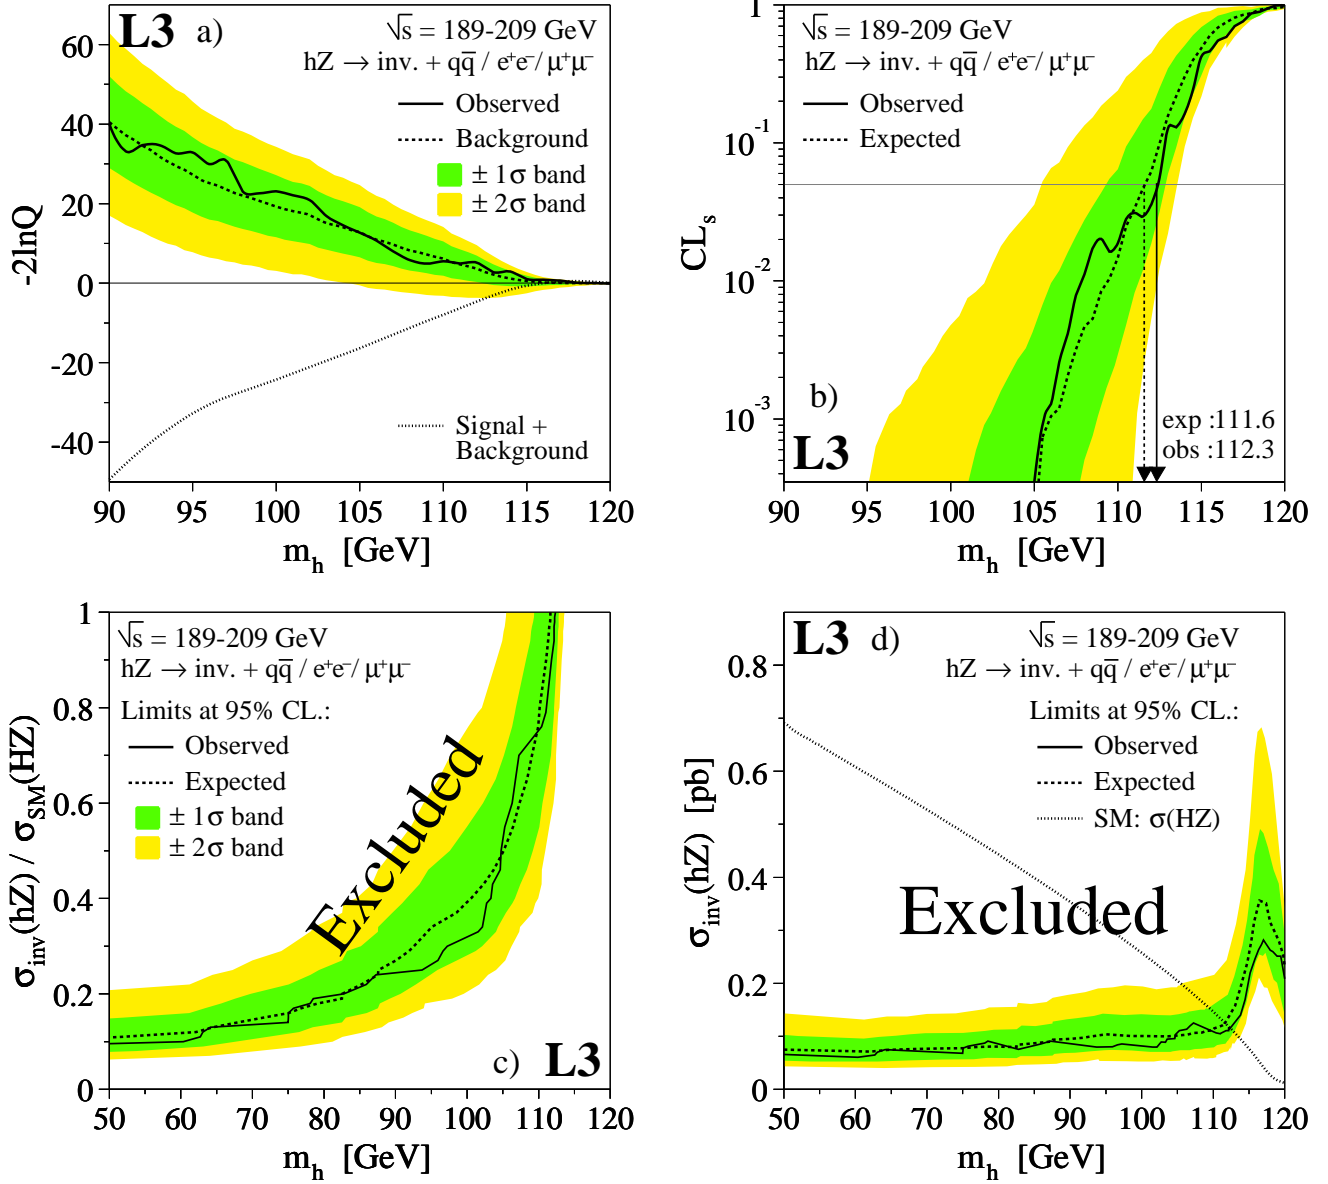 L3 a)
√s = 189-209 GeV
hZ → inv. + qq̅ / e⁺e⁻/ μ⁺μ⁻
Observed
Background
± 1σ band
± 2σ band
Signal +
Background
-2lnQ
60
40
20
0
-20
-40
90 95 100 105 110 115 120
m_h [GeV]
√s = 189-209 GeV
hZ → inv. + qq̅ / e⁺e⁻/ μ⁺μ⁻
Observed
Expected
CL_s
1
10⁻¹
10⁻²
10⁻³
b)
L3
exp :111.6
obs :112.3
90 95 100 105 110 115 120
m_h [GeV]
√s = 189-209 GeV
hZ → inv. + qq̅ / e⁺e⁻/ μ⁺μ⁻
Limits at 95% CL.:
Observed
Expected
± 1σ band
± 2σ band
Excluded
σ_inv(hZ) / σ_SM(HZ)
1
0.8
0.6
0.4
0.2
0
c) L3
50 60 70 80 90 100 110 120
m_h [GeV]
L3 d)
√s = 189-209 GeV
hZ → inv. + qq̅ / e⁺e⁻/ μ⁺μ⁻
Limits at 95% CL.:
Observed
Expected
SM: σ(HZ)
Excluded
σ_inv(hZ) [pb]
0.8
0.6
0.4
0.2
0
50 60 70 80 90 100 110 120
m_h [GeV]